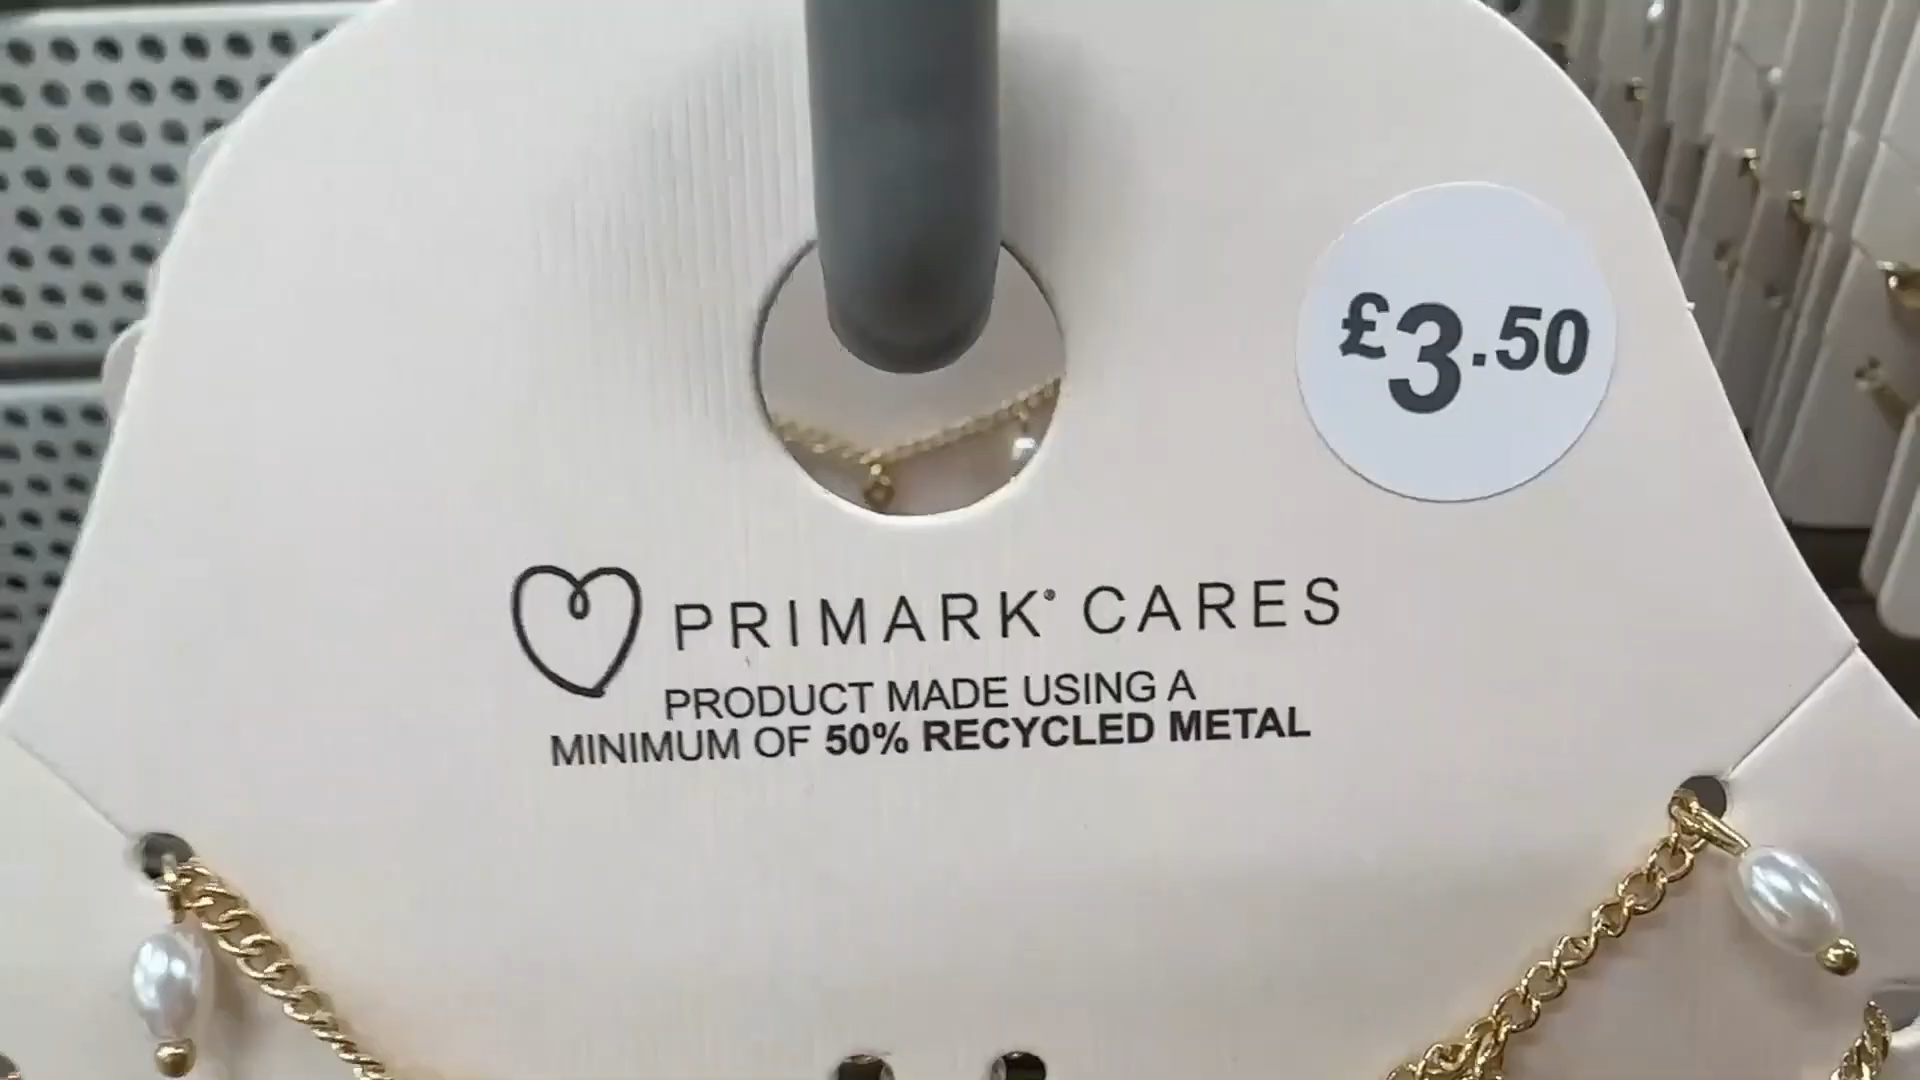 £3.50
PRIMARK® CARES
PRODUCT MADE USING A
MINIMUM OF 50% RECYCLED METAL